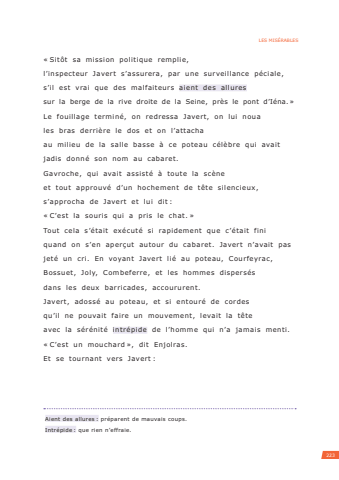 LES MISÉRABLES
« Sitôt sa mission politique remplie,
l’inspecteur Javert s’assurera, par une surveillance péciale,
s’il est vrai que des malfaiteurs aient des allures
sur la berge de la rive droite de la Seine, près le pont d’Iéna. »
Le fouillage terminé, on redressa Javert, on lui noua
les bras derrière le dos et on l’attacha
au milieu de la salle basse à ce poteau célèbre qui avait
jadis donné son nom au cabaret.
Gavroche, qui avait assisté à toute la scène
et tout approuvé d’un hochement de tête silencieux,
s’approcha de Javert et lui dit :
« C’est la souris qui a pris le chat. »
Tout cela s’était exécuté si rapidement que c’était fini
quand on s’en aperçut autour du cabaret. Javert n’avait pas
jeté un cri. En voyant Javert lié au poteau, Courfeyrac,
Bossuet, Joly, Combeferre, et les hommes dispersés
dans les deux barricades, accoururent.
Javert, adossé au poteau, et si entouré de cordes
qu’il ne pouvait faire un mouvement, levait la tête
avec la sérénité intrépide de l’homme qui n’a jamais menti.
« C’est un mouchard », dit Enjolras.
Et se tournant vers Javert :
Aient des allures : préparent de mauvais coups.
Intrépide : que rien n’effraie.
223